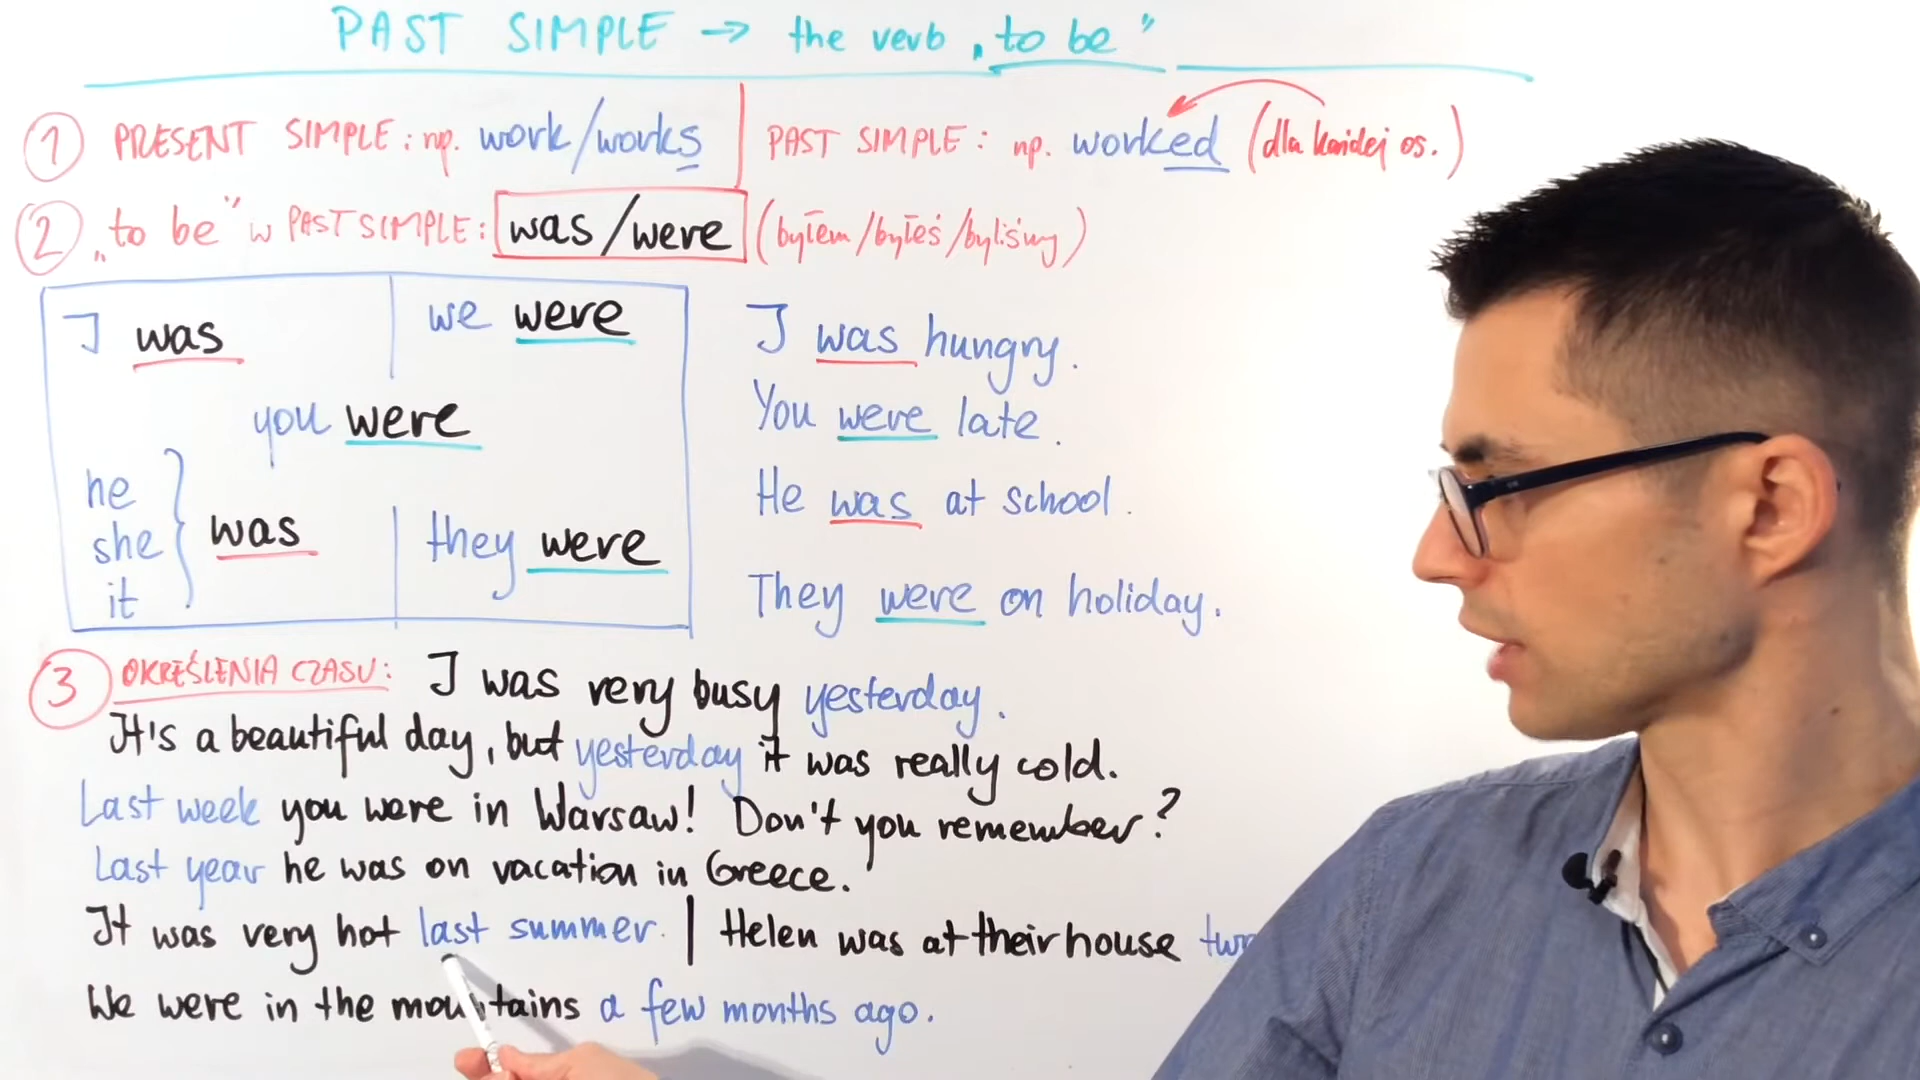 PAST SIMPLE → the verb „to be”
1 PRESENT SIMPLE: np. work/works | PAST SIMPLE: np. worked (dla każdej os.)
2 „to be” w PAST SIMPLE: was/were (byłem/byłeś/byliśmy)
I was
we were
you were
he
she
it
was
they were
I was hungry.
You were late.
He was at school.
They were on holiday.
3 OKREŚLENIA CZASU: I was very busy yesterday.
It's a beautiful day, but yesterday it was really cold.
Last week you were in Warsaw! Don't you remember?
Last year he was on vacation in Greece.
It was very hot last summer. | Helen was at their house
We were in the mountains a few months ago.